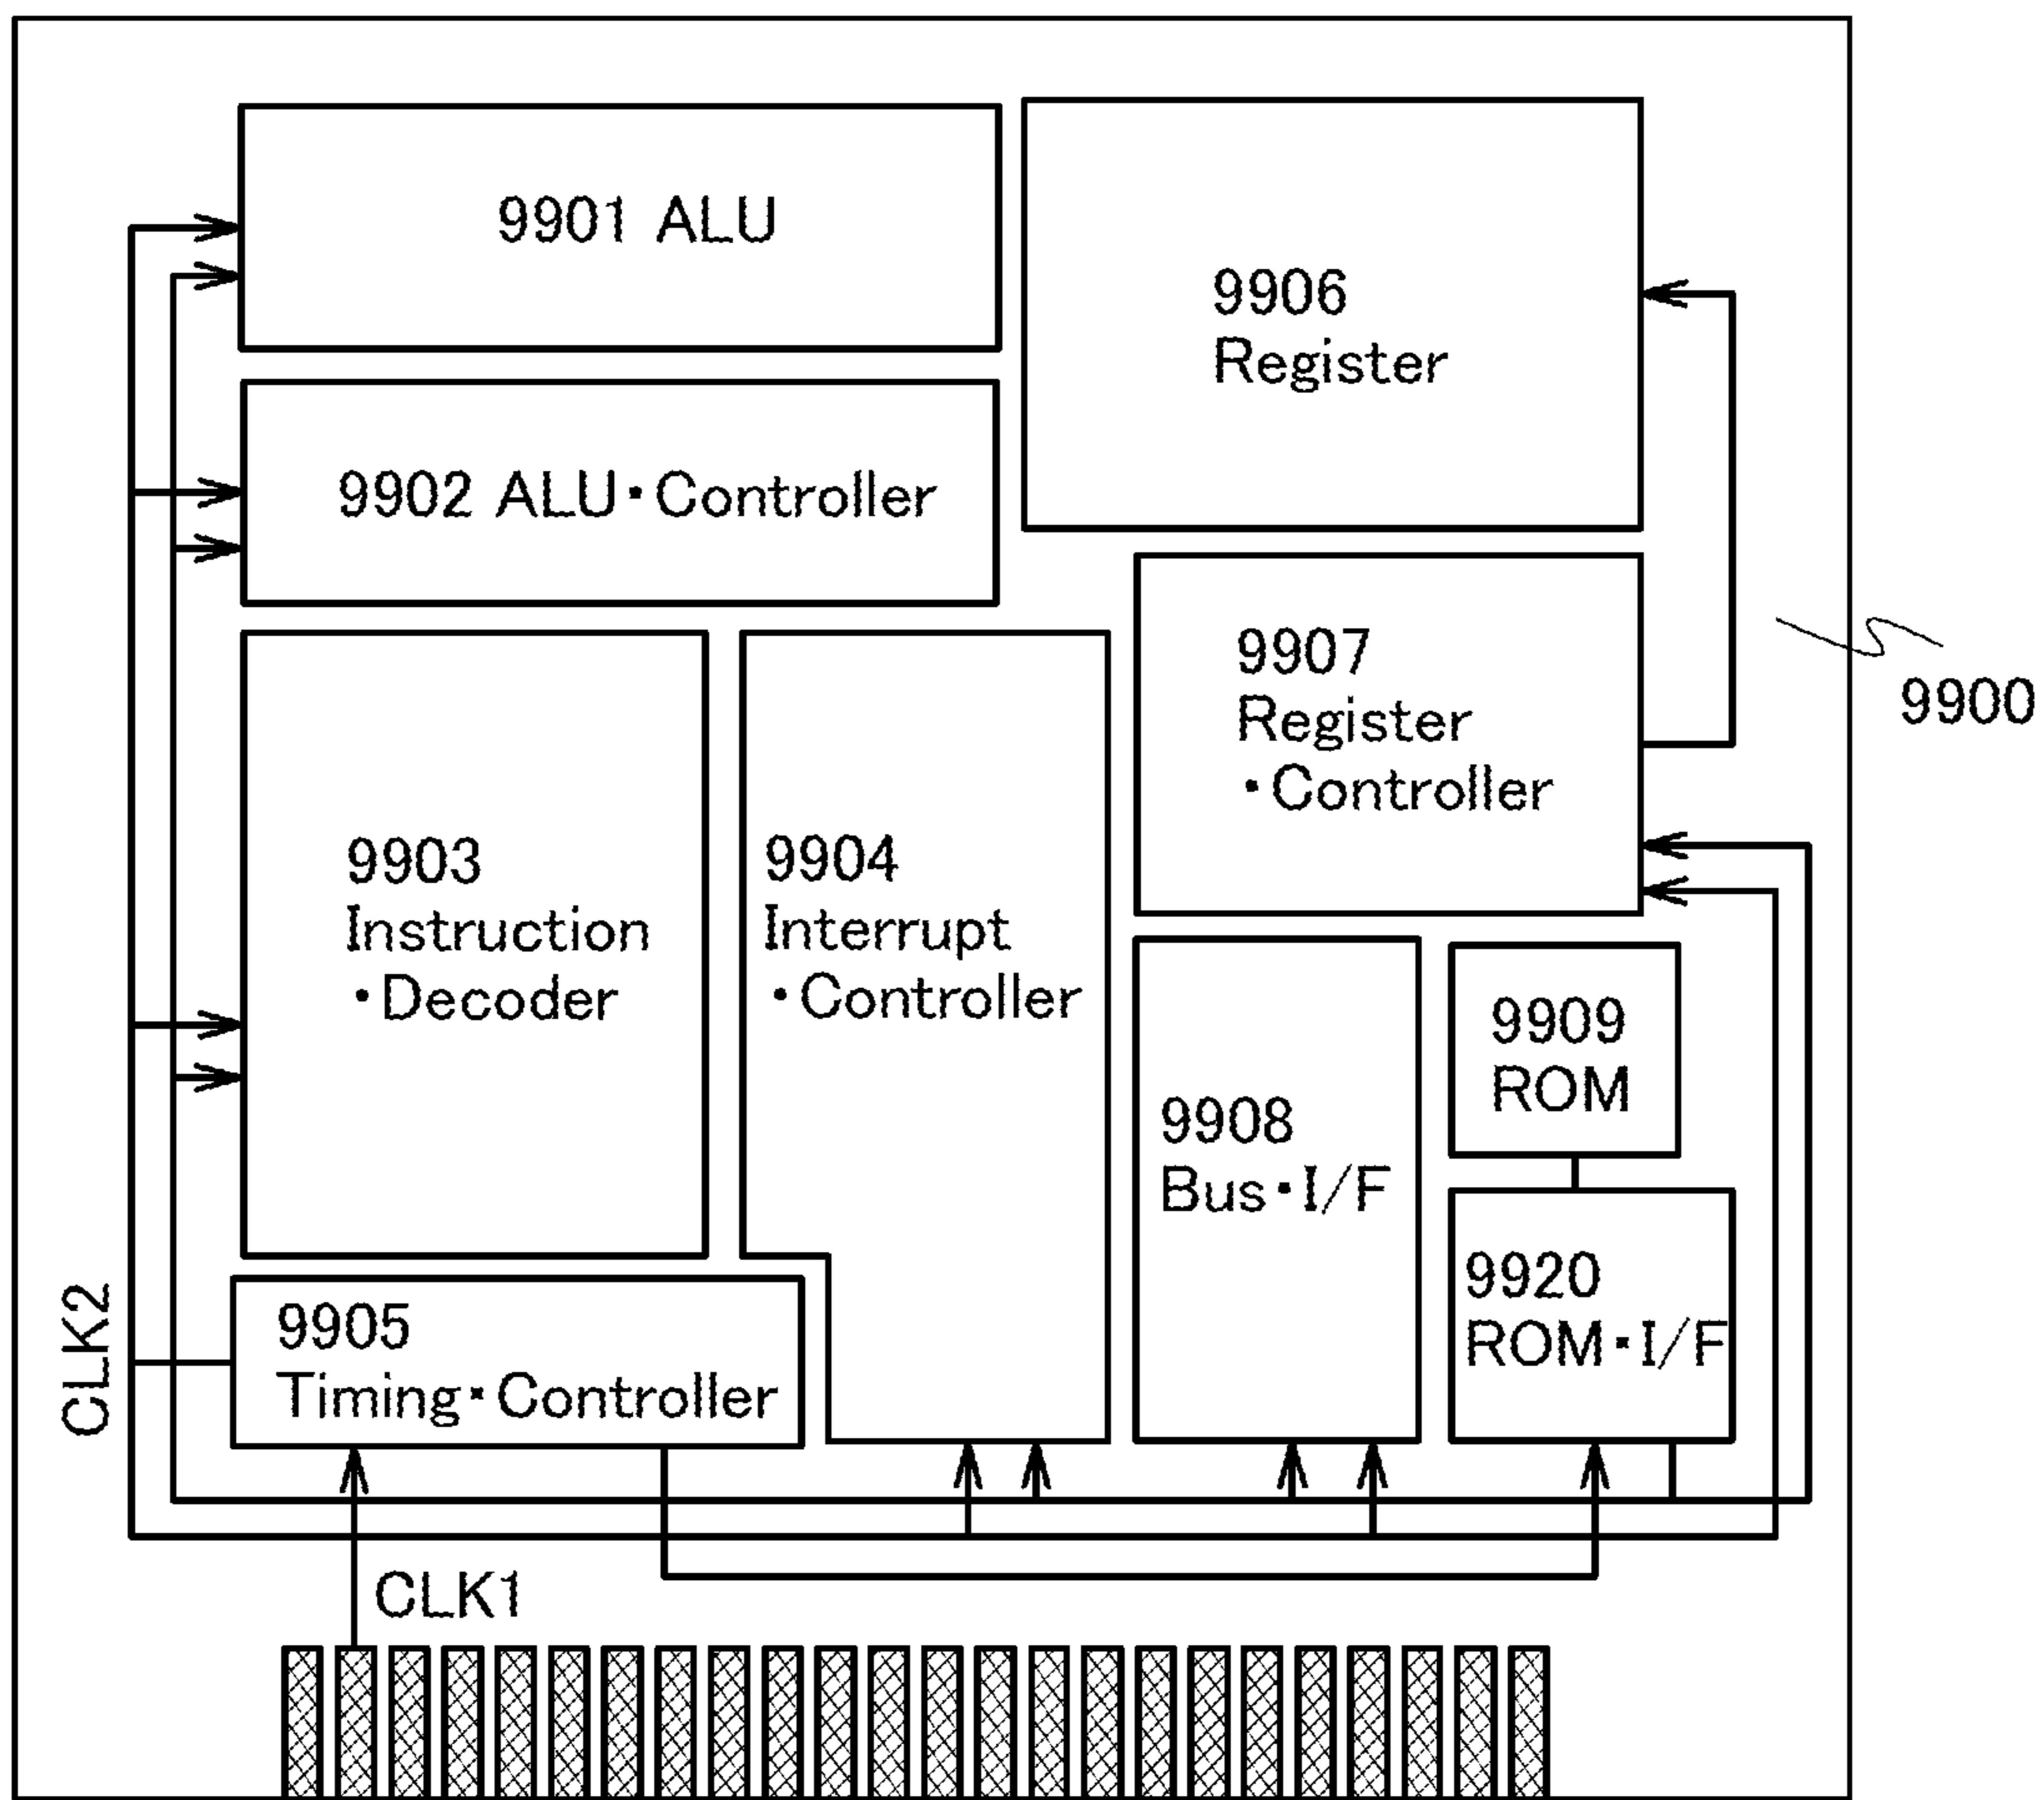 9901 ALU
9906
Register
9902 ALU・Controller
9907
Register
・Controller
9900
9903
Instruction
・Decoder
9904
Interrupt
・Controller
9909
ROM
9908
Bus・I/F
9920
ROM・I/F
9905
Timing・Controller
CLK2
CLK1